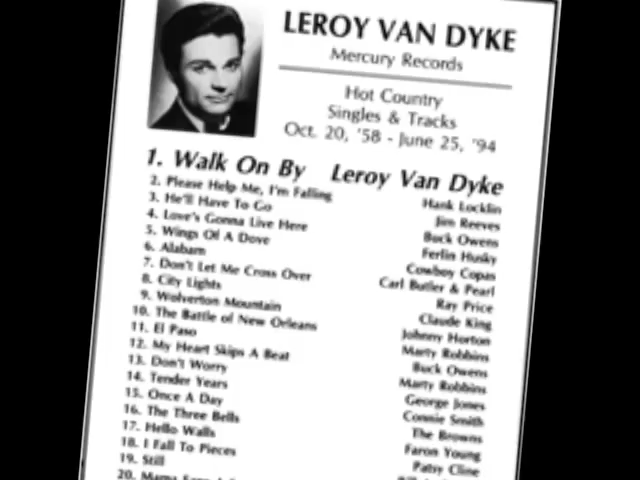 LEROY VAN DYKE
Mercury Records
Hot Country
Singles & Tracks
Oct. 20, '58 - June 25, '94
1. Walk On By Leroy Van Dyke
2. Please Help Me, I'm Falling Hank Locklin
3. He'll Have To Go Jim Reeves
4. Love's Gonna Live Here Buck Owens
5. Wings Of A Dove Ferlin Husky
6. Alabam Cowboy Copas
7. Don't Let Me Cross Over Carl Butler & Pearl
8. City Lights Ray Price
9. Wolverton Mountain Claude King
10. The Battle of New Orleans Johnny Horton
11. El Paso Marty Robbins
12. My Heart Skips A Beat Buck Owens
13. Don't Worry Marty Robbins
14. Tender Years George Jones
15. Once A Day Connie Smith
16. The Three Bells The Browns
17. Hello Walls Faron Young
18. I Fall To Pieces Patsy Cline
19. Still
20. Mama